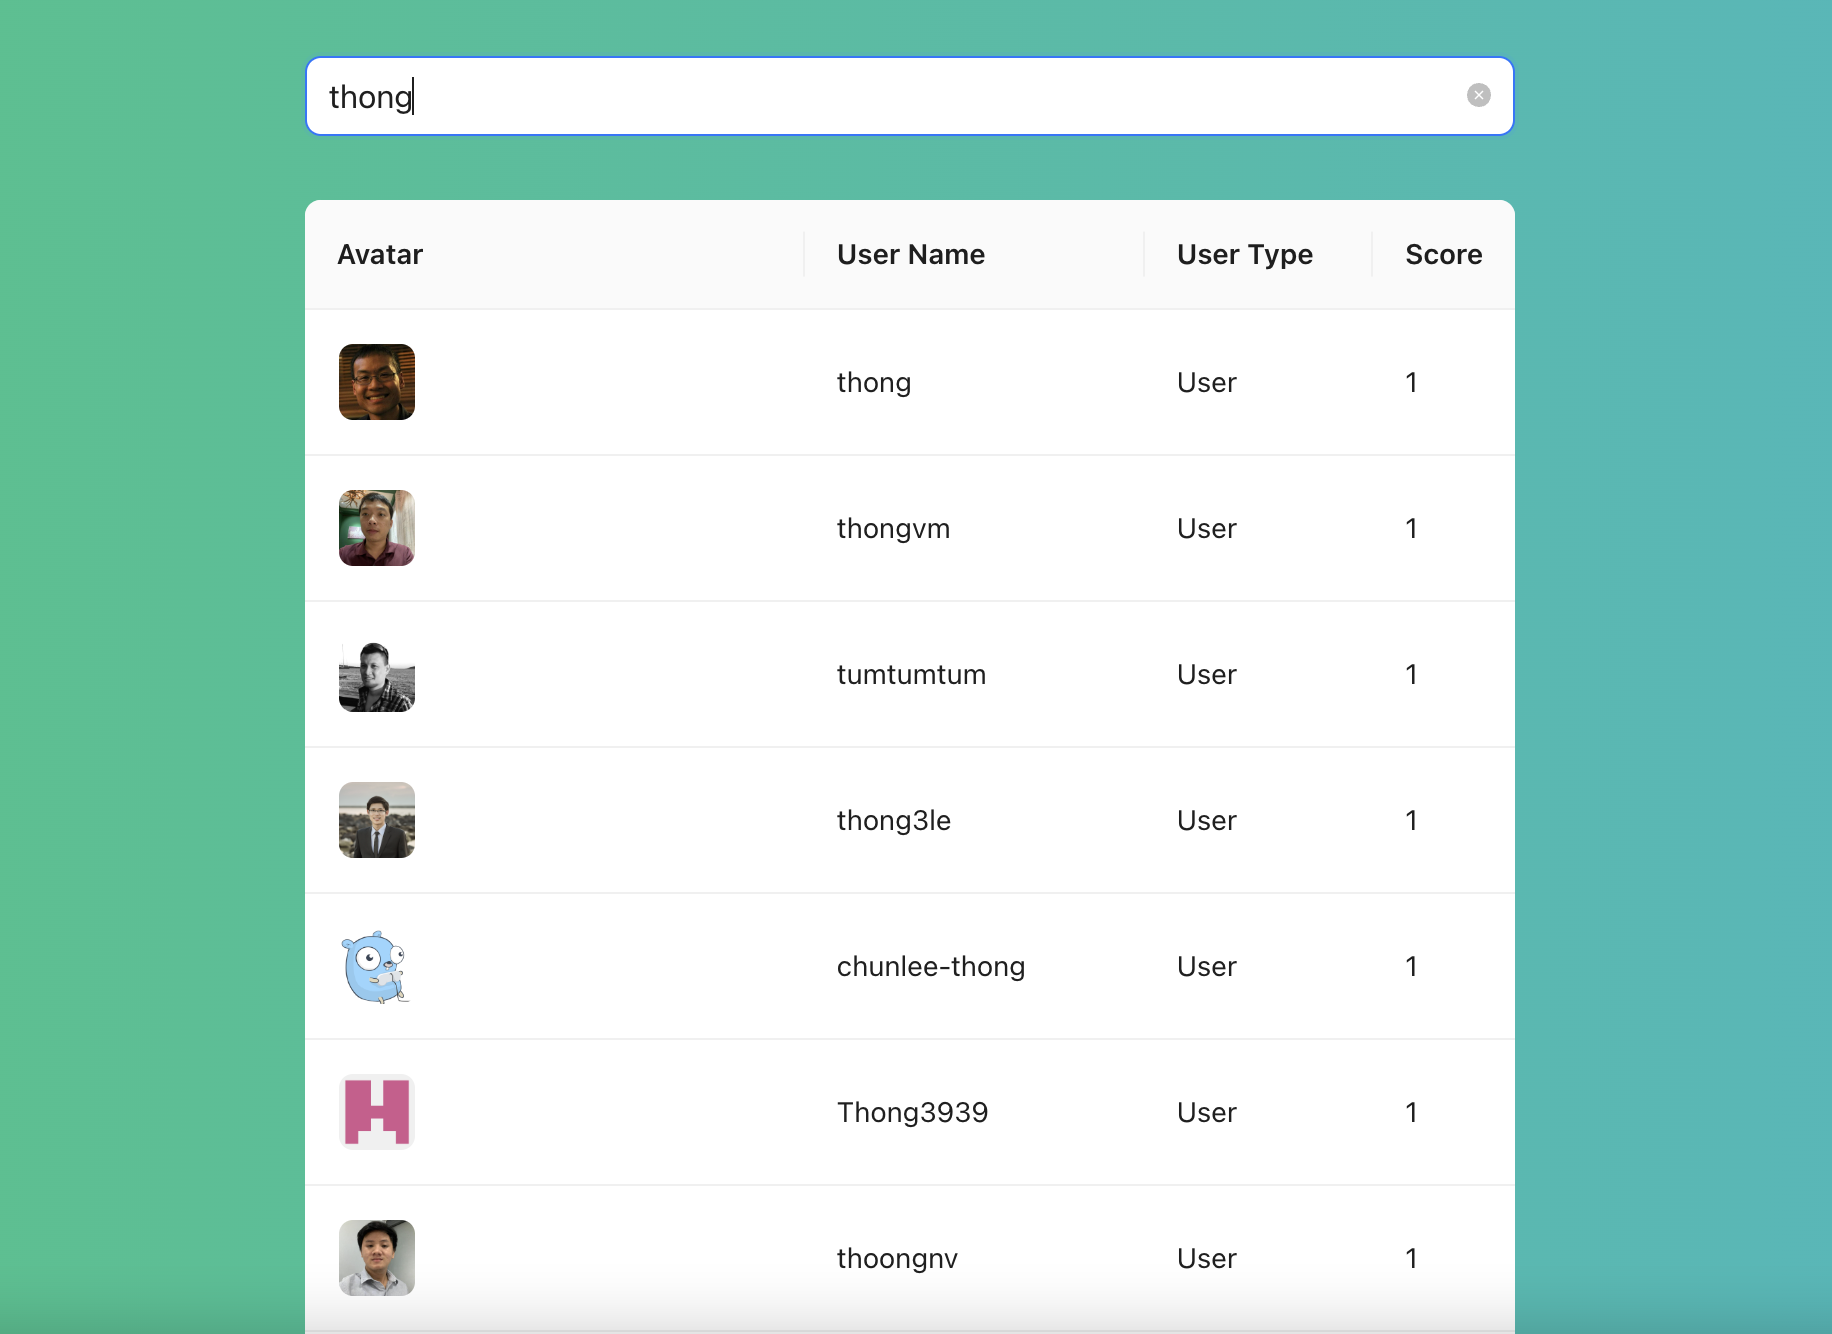 thong
Avatar User Name User Type Score
thong User 1
thongvm User 1
tumtumtum User 1
thong3le User 1
chunlee-thong User 1
Thong3939 User 1
thoongnv User 1